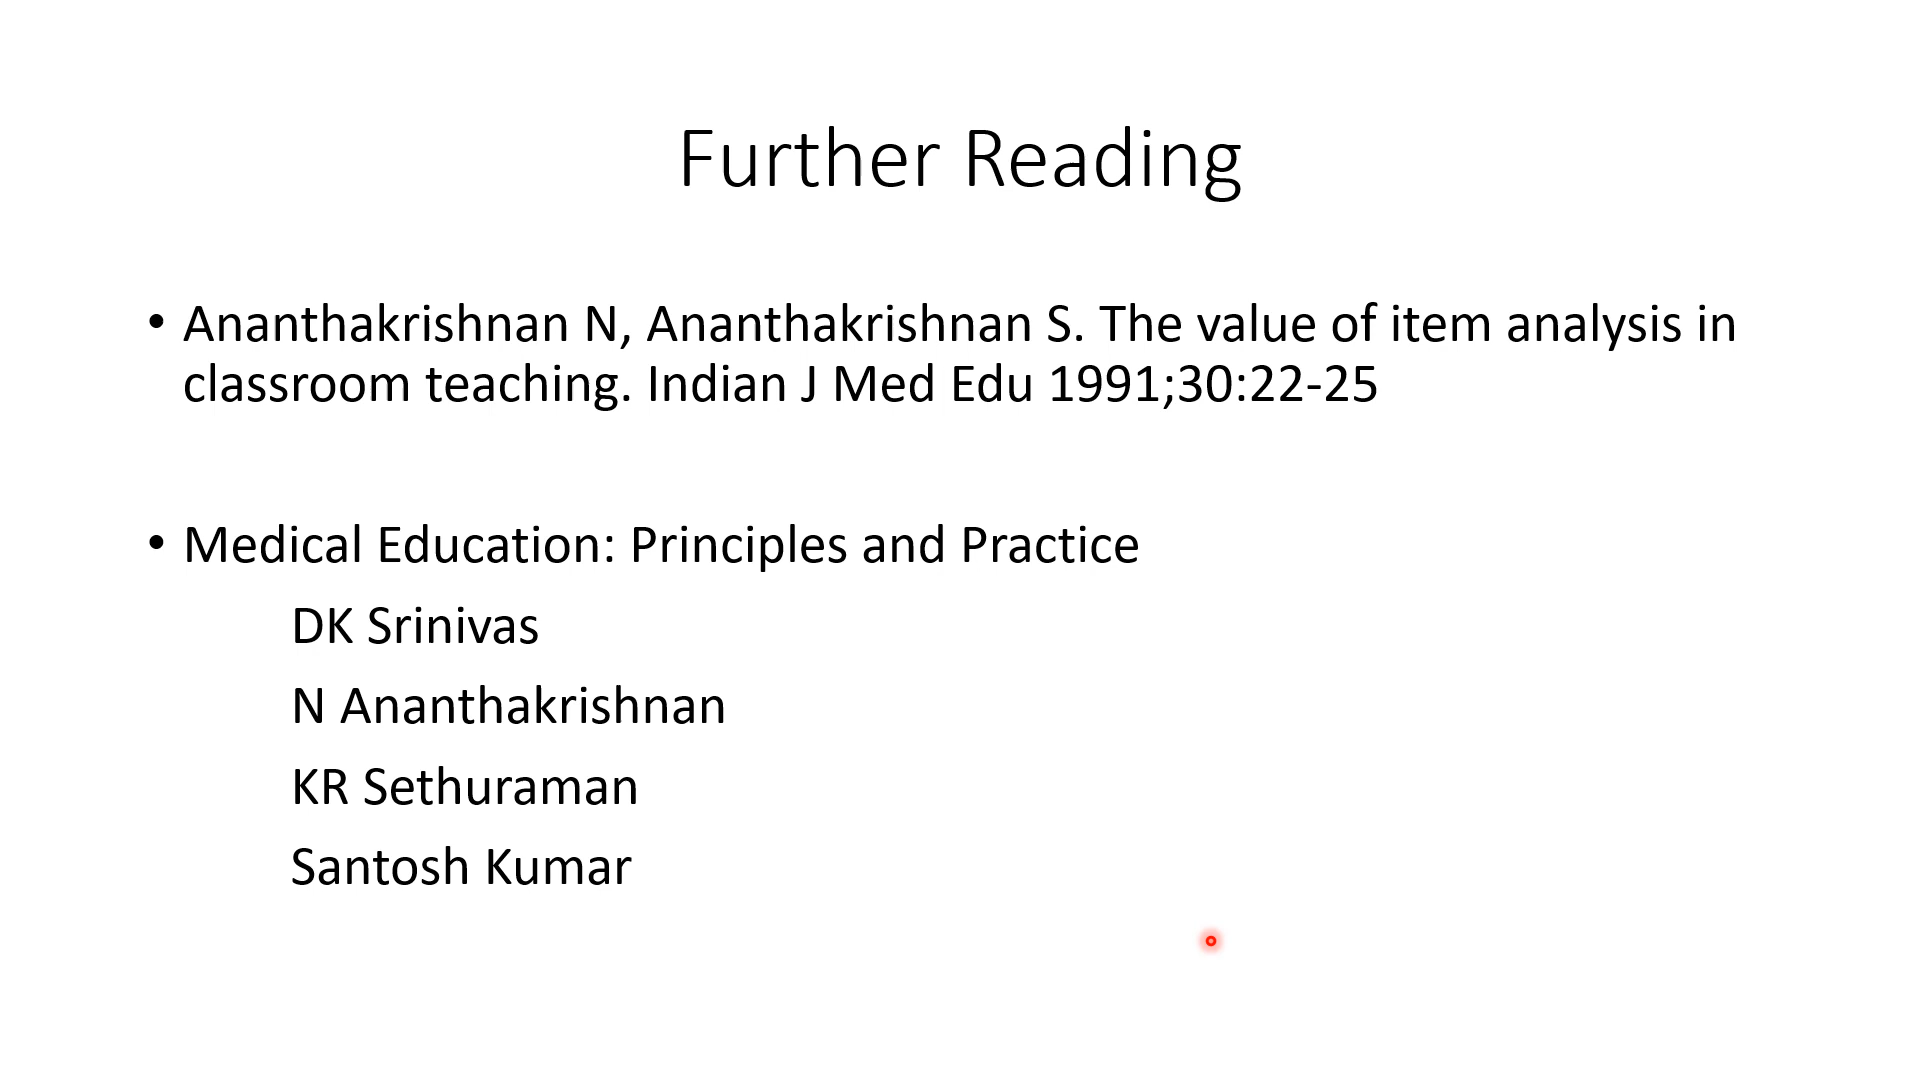 Further Reading
• Ananthakrishnan N, Ananthakrishnan S. The value of item analysis in
classroom teaching. Indian J Med Edu 1991;30:22-25
• Medical Education: Principles and Practice
DK Srinivas
N Ananthakrishnan
KR Sethuraman
Santosh Kumar